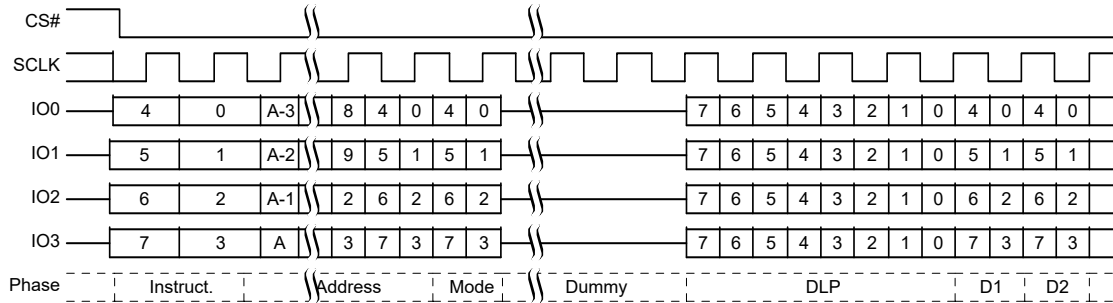 CS#
SCLK
IO0 4 0 A-3 8 4 0 4 0 7 6 5 4 3 2 1 0 4 0 4 0
IO1 5 1 A-2 9 5 1 5 1 7 6 5 4 3 2 1 0 5 1 5 1
IO2 6 2 A-1 2 6 2 6 2 7 6 5 4 3 2 1 0 6 2 6 2
IO3 7 3 A 3 7 3 7 3 7 6 5 4 3 2 1 0 7 3 7 3
Phase Instruct. Address Mode Dummy DLP D1 D2